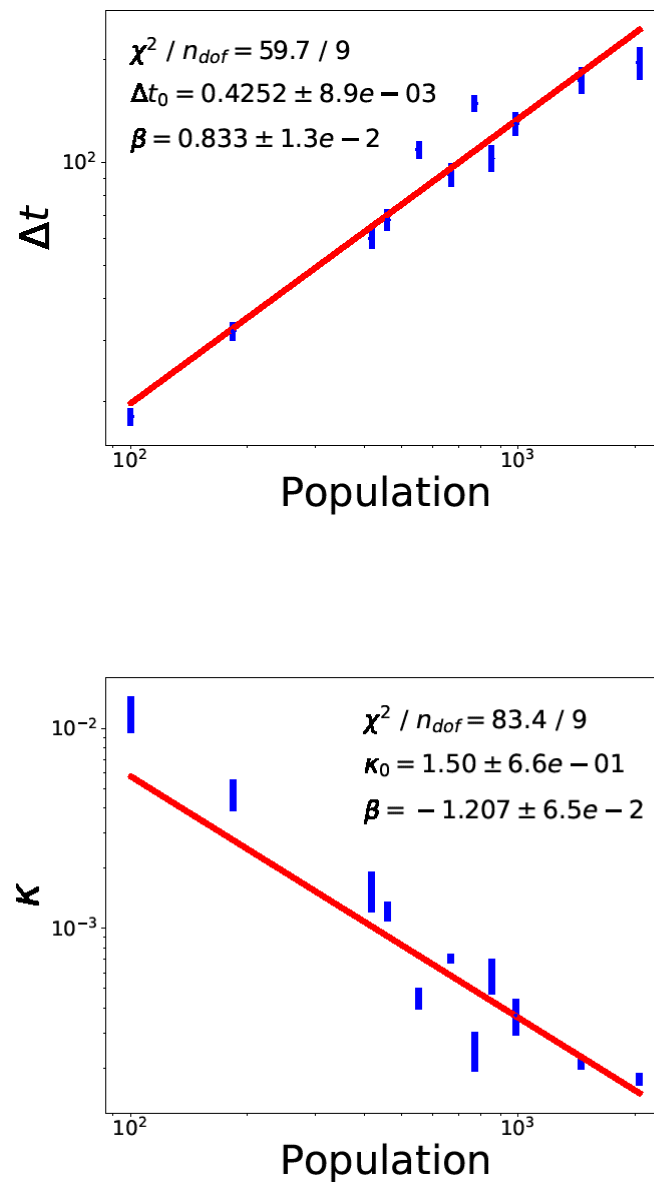 χ² / n_dof = 59.7 / 9
Δt₀ = 0.4252 ± 8.9e − 03
β = 0.833 ± 1.3e − 2
10²
Δt
10² 10³
Population
χ² / n_dof = 83.4 / 9
κ₀ = 1.50 ± 6.6e − 01
β = − 1.207 ± 6.5e − 2
10⁻²
10⁻³
κ
10² 10³
Population